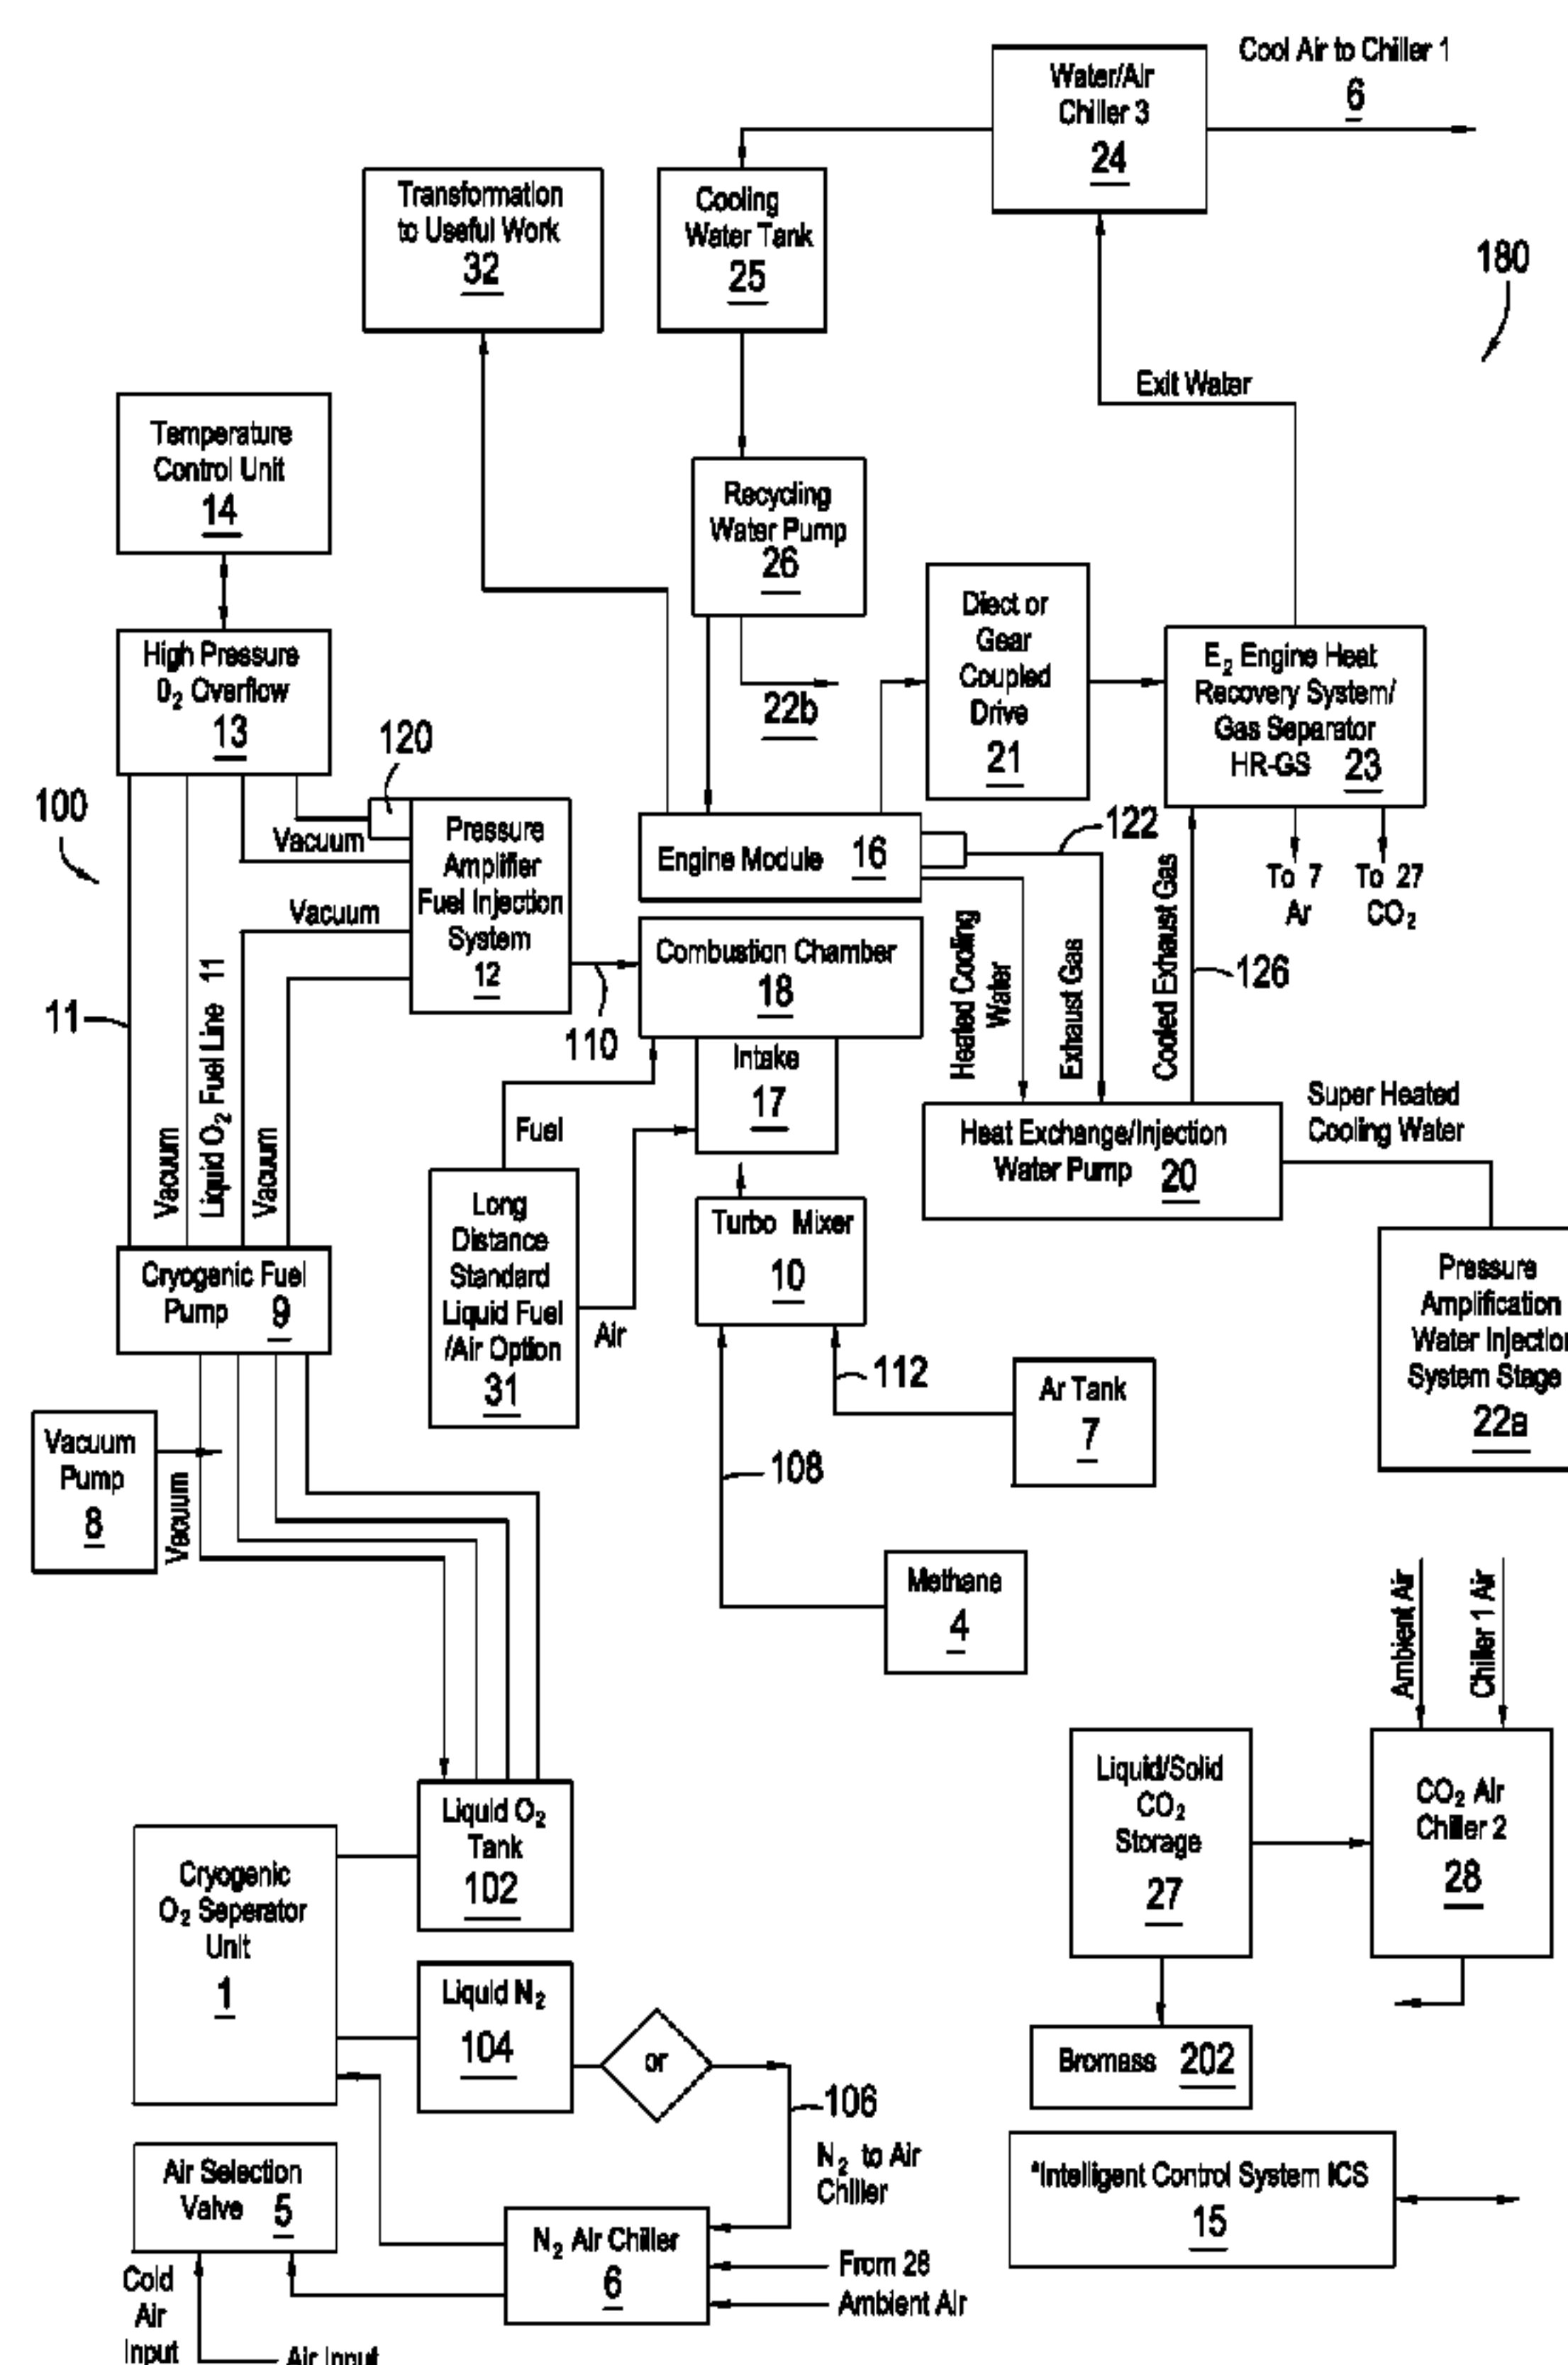 Cool Air to Chiller 1
6
Water/Air
Chiller 3
24
Transformation
to Useful Work
32
Cooling
Water Tank
25
180
Exit Water
Temperature
Control Unit
14
Recycling
Water Pump
26
22b
Diect or
Gear
Coupled
Drive
21
E2 Engine Heat
Recovery System/
Gas Separator
HR-GS 23
High Pressure
O2 Overflow
13
120
100
Vacuum
Vacuum
Pressure
Amplifier
Fuel Injection
System
12
Engine Module 16
122
To 7
Ar
To 27
CO2
Combustion Chamber
18
110
11
Vacuum
Liquid O2 Fuel Line 11
Vacuum
Heated Cooling
Water
Exhaust Gas
Cooled Exhaust Gas
126
Intake
17
Fuel
Super Heated
Cooling Water
Heat Exchange/Injection
Water Pump 20
Long
Distance
Standard
Liquid Fuel
/Air Option
31
Air
Turbo Mixer
10
Cryogenic Fuel
Pump 9
Pressure
Amplification
Water Injection
System Stage
22a
112
Ar Tank
7
108
Vacuum
Pump
8
Vacuum
Methane
4
Ambient Air
Chiller 1 Air
Liquid O2
Tank
102
Liquid/Solid
CO2
Storage
27
CO2 Air
Chiller 2
28
Cryogenic
O2 Seperator
Unit
1
Liquid N2
104
or
106
N2 to Air
Chiller
Bromass 202
Air Selection
Valve 5
*Intelligent Control System ICS
15
N2 Air Chiller
6
From 28
Ambient Air
Cold
Air
Input
Air Input